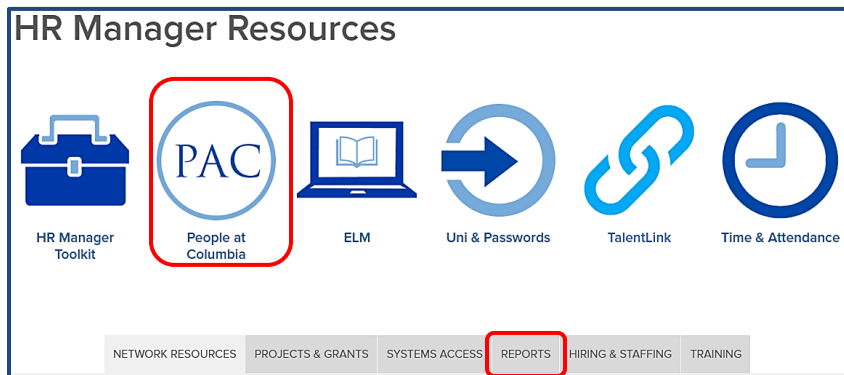 HR Manager Resources
PAC
HR Manager
Toolkit
People at
Columbia
ELM
Uni & Passwords
TalentLink
Time & Attendance
NETWORK RESOURCES
PROJECTS & GRANTS
SYSTEMS ACCESS
REPORTS
HIRING & STAFFING
TRAINING